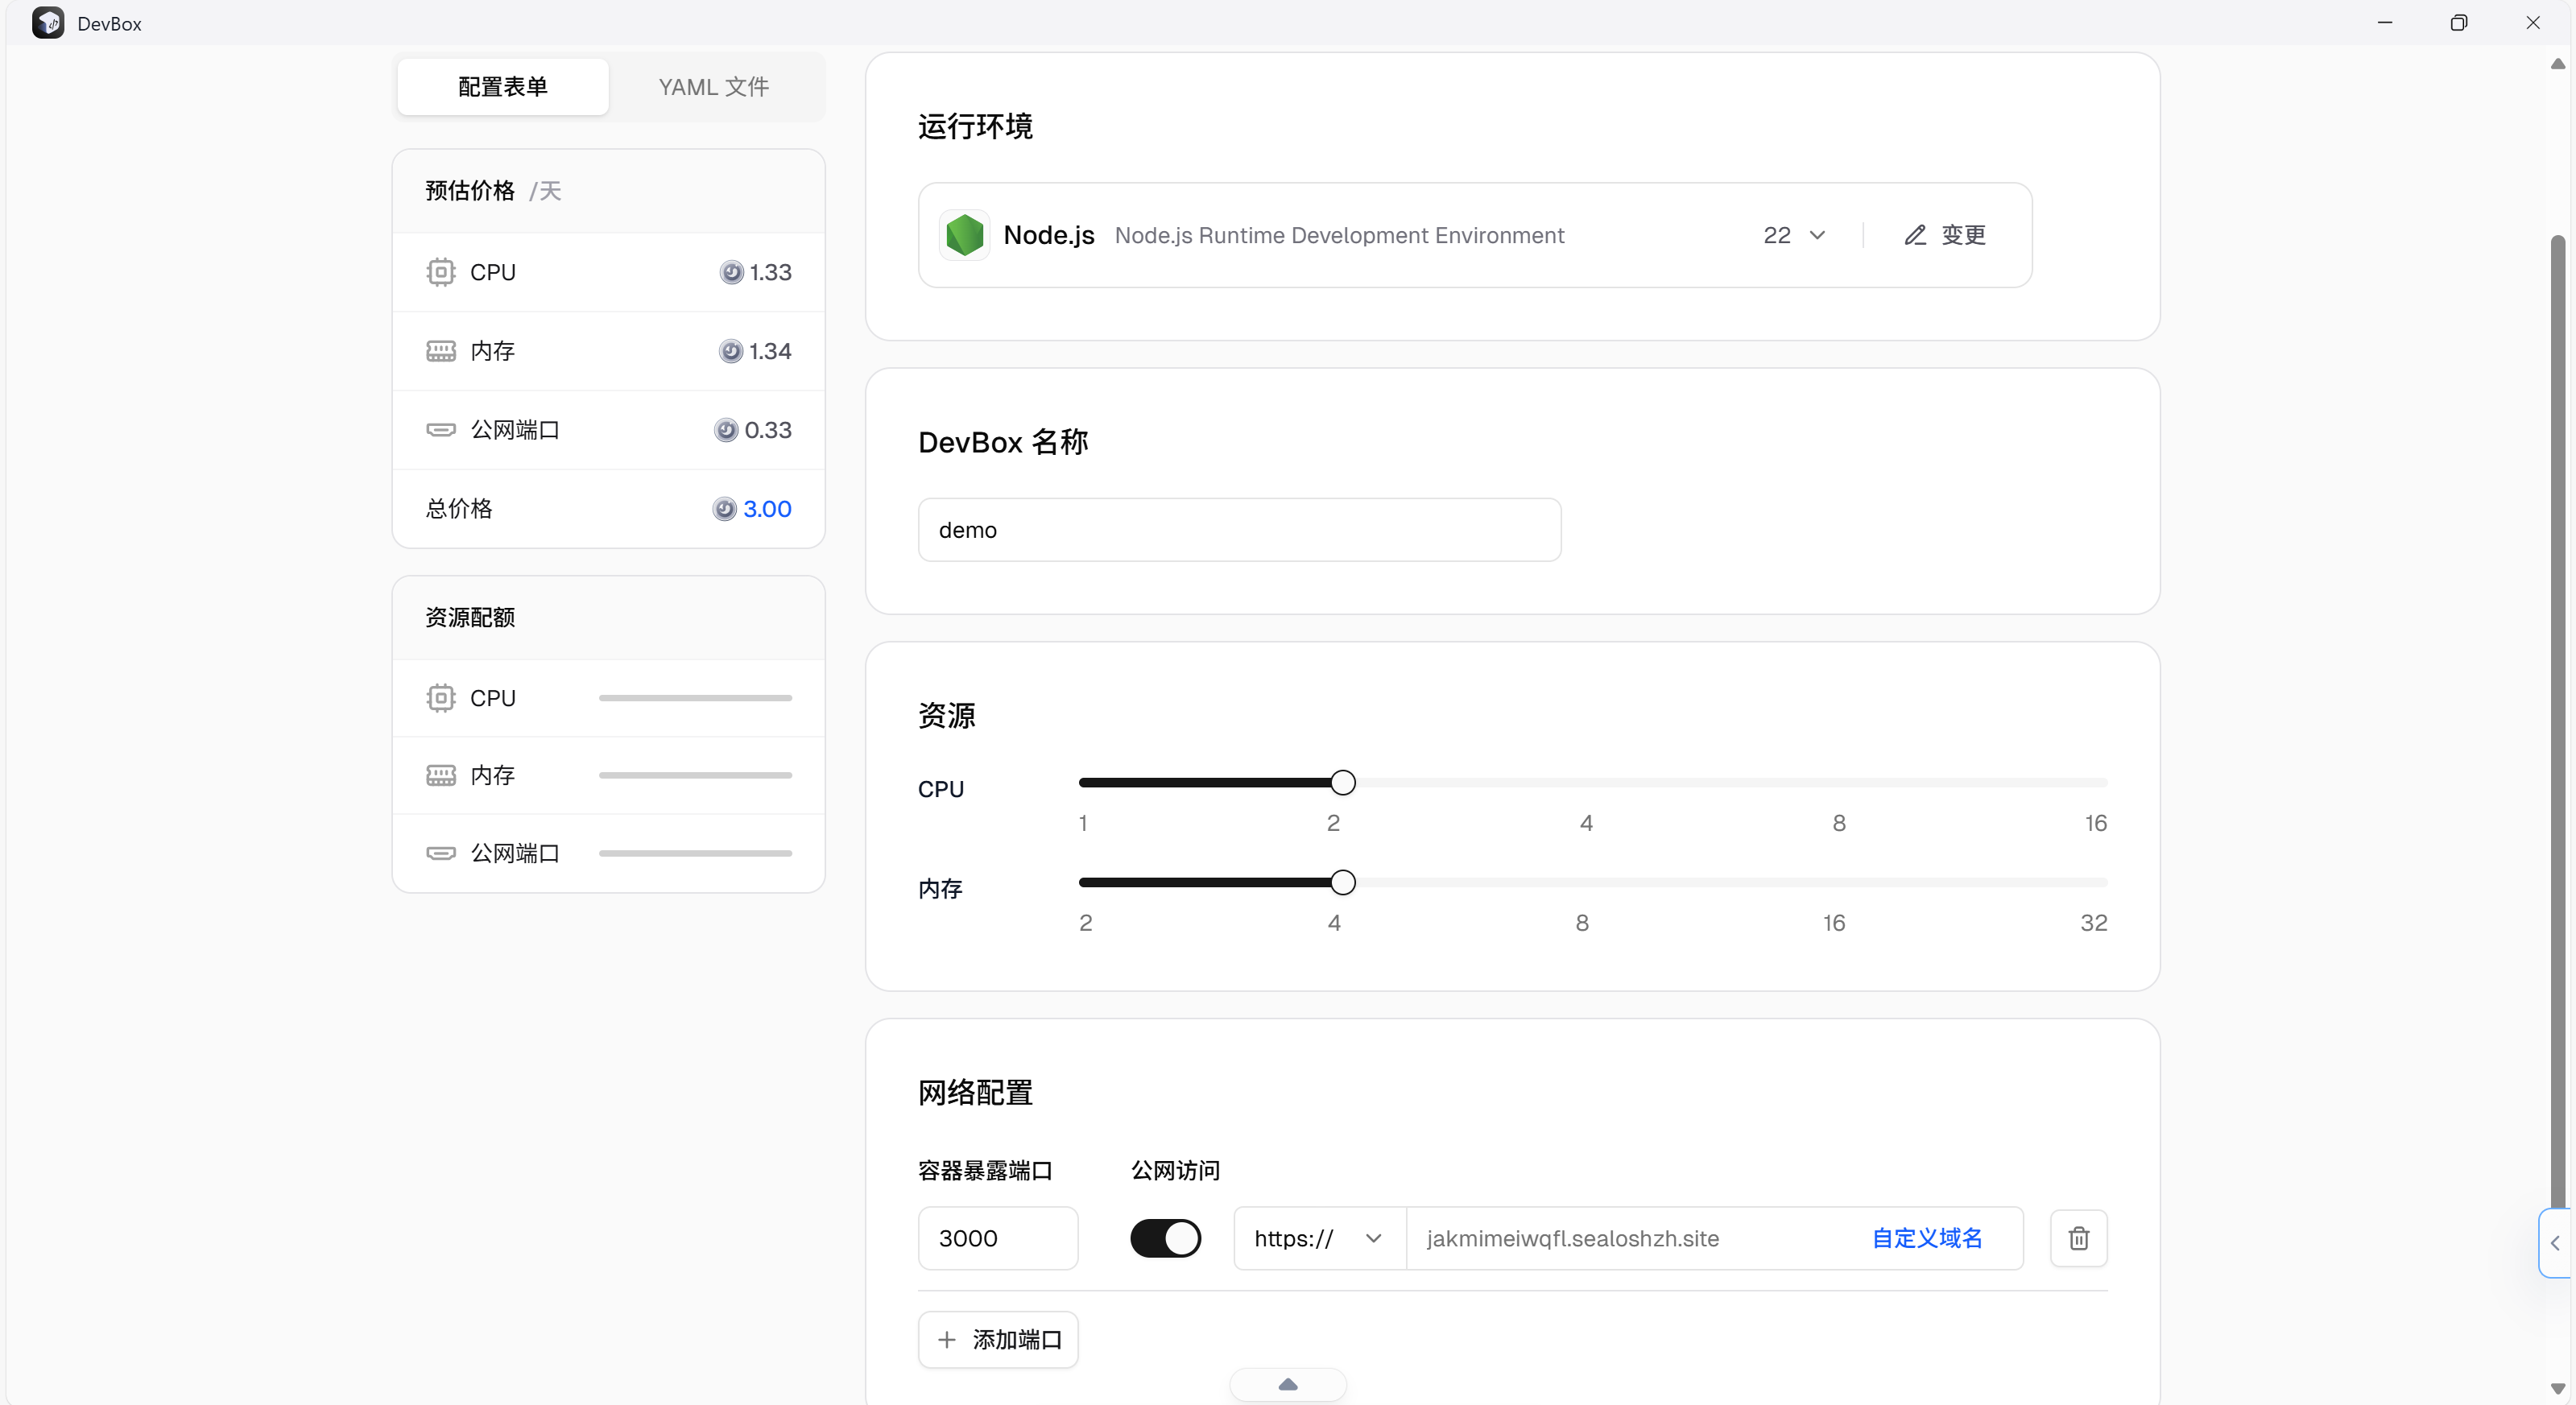 DevBox
配置表单
YAML 文件
预估价格 /天
CPU 1.33
内存 1.34
公网端口 0.33
总价格 3.00
资源配额
CPU
内存
公网端口
运行环境
Node.js Node.js Runtime Development Environment 22 变更
DevBox 名称
demo
资源
CPU
1 2 4 8 16
内存
2 4 8 16 32
网络配置
容器暴露端口 公网访问
3000 https:// jakmimeiwqfl.sealoshzh.site 自定义域名
添加端口